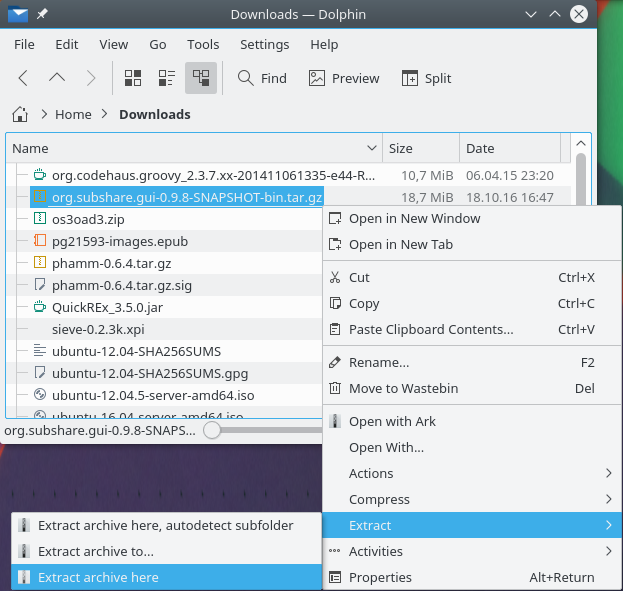 Downloads — Dolphin
File Edit View Go Tools Settings Help
Find Preview Split
Home Downloads
Name Size Date
org.codehaus.groovy_2.3.7.xx-201411061335-e44-R... 10,7 MiB 06.04.15 23:20
org.subshare.gui-0.9.8-SNAPSHOT-bin.tar.gz 18,7 MiB 18.10.16 16:47
os3oad3.zip
pg21593-images.epub
phamm-0.6.4.tar.gz
phamm-0.6.4.tar.gz.sig
QuickREx_3.5.0.jar
sieve-0.2.3k.xpi
ubuntu-12.04-SHA256SUMS
ubuntu-12.04-SHA256SUMS.gpg
ubuntu-12.04.5-server-amd64.iso
ubuntu-16.04-server-amd64.iso
org.subshare.gui-0.9.8-SNAPS...
Open in New Window
Open in New Tab
Cut Ctrl+X
Copy Ctrl+C
Paste Clipboard Contents... Ctrl+V
Rename... F2
Move to Wastebin Del
Open with Ark
Open With...
Actions
Compress
Extract
Activities
Properties Alt+Return
Extract archive here, autodetect subfolder
Extract archive to...
Extract archive here